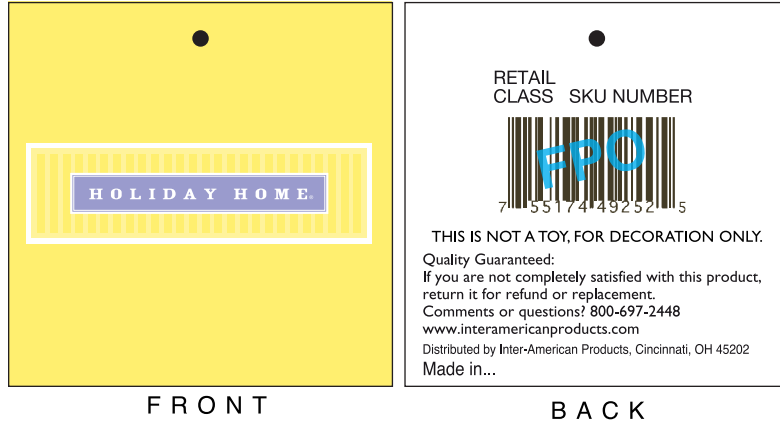 HOLIDAY HOME®
FRONT
RETAIL
CLASS SKU NUMBER
FPO
7 55174 49252 5
THIS IS NOT A TOY, FOR DECORATION ONLY.
Quality Guaranteed:
If you are not completely satisfied with this product,
return it for refund or replacement.
Comments or questions? 800-697-2448
www.interamericanproducts.com
Distributed by Inter-American Products, Cincinnati, OH 45202
Made in...
BACK